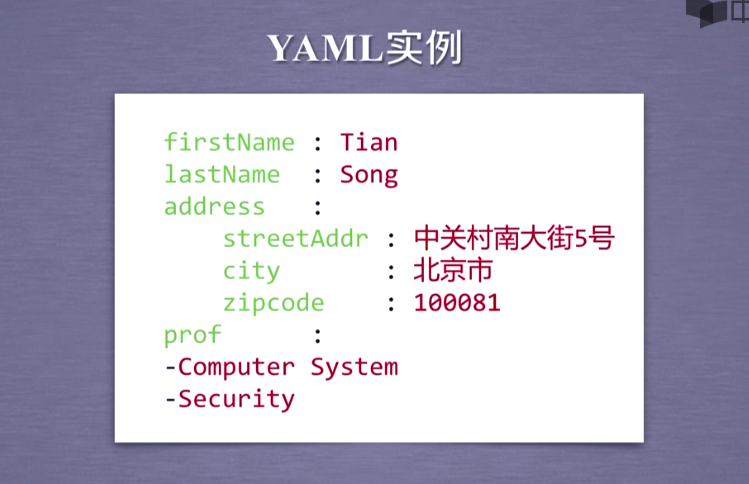 YAML实例
firstName : Tian
lastName  : Song
address   :
    streetAddr : 中关村南大街5号
    city       : 北京市
    zipcode    : 100081
prof      :
-Computer System
-Security